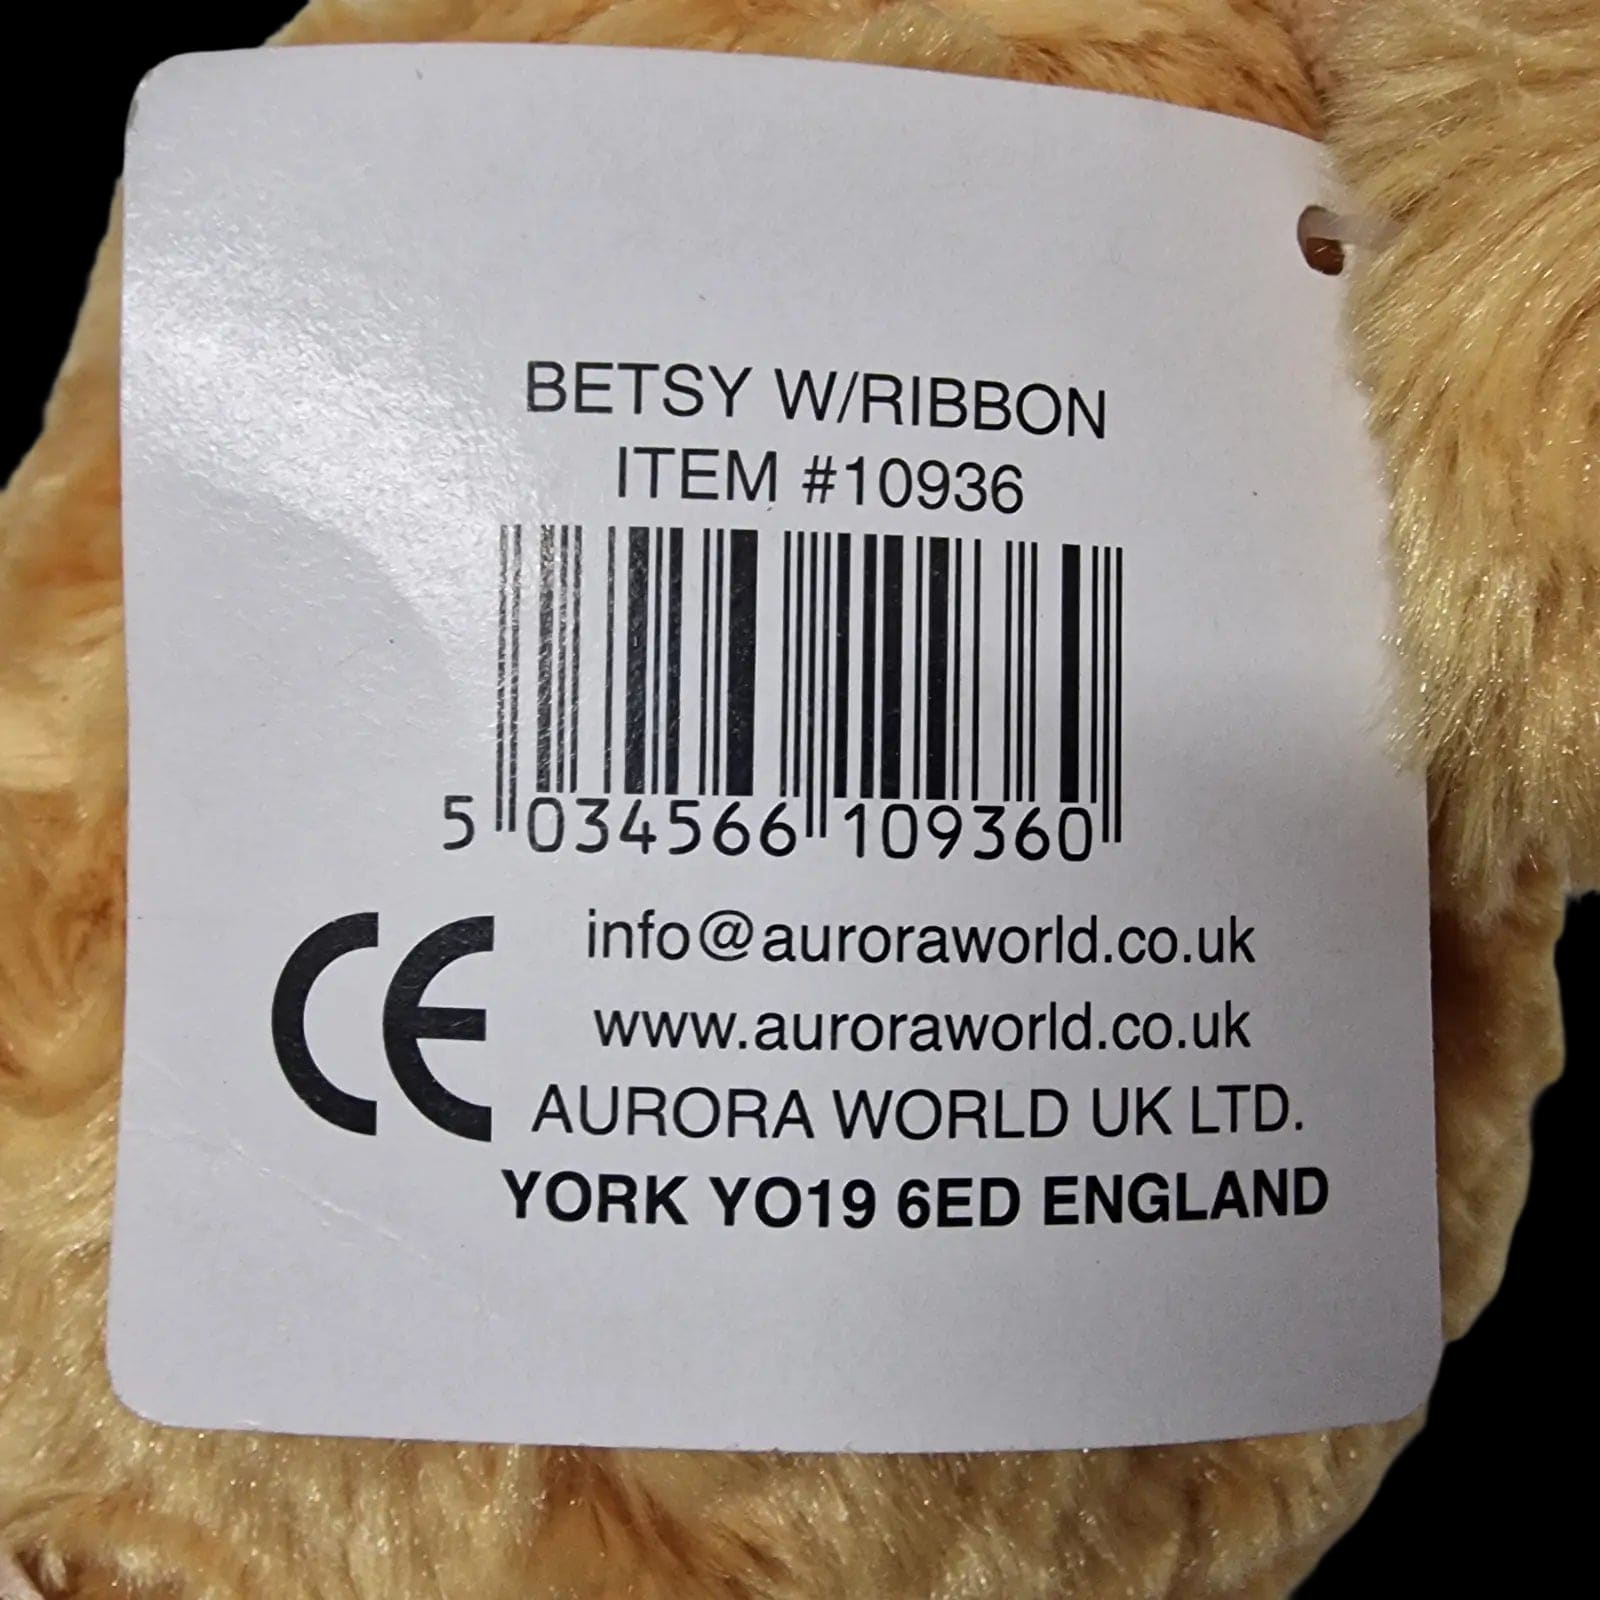 BETSY W/RIBBON
ITEM #10936
5 034566 109360
CE
info@auroraworld.co.uk
www.auroraworld.co.uk
AURORA WORLD UK LTD.
YORK YO19 6ED ENGLAND